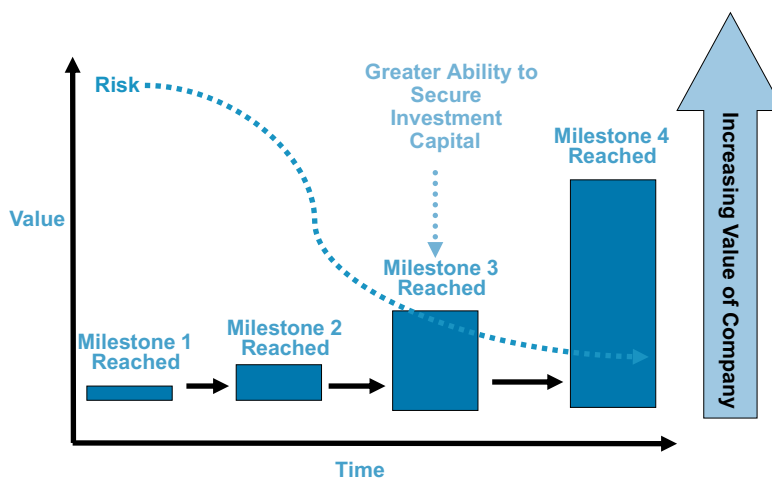 Risk
Greater Ability to
Secure
Investment
Capital
Milestone 4
Reached
Value
Milestone 3
Reached
Milestone 1
Reached
Milestone 2
Reached
Time
Increasing Value of Company